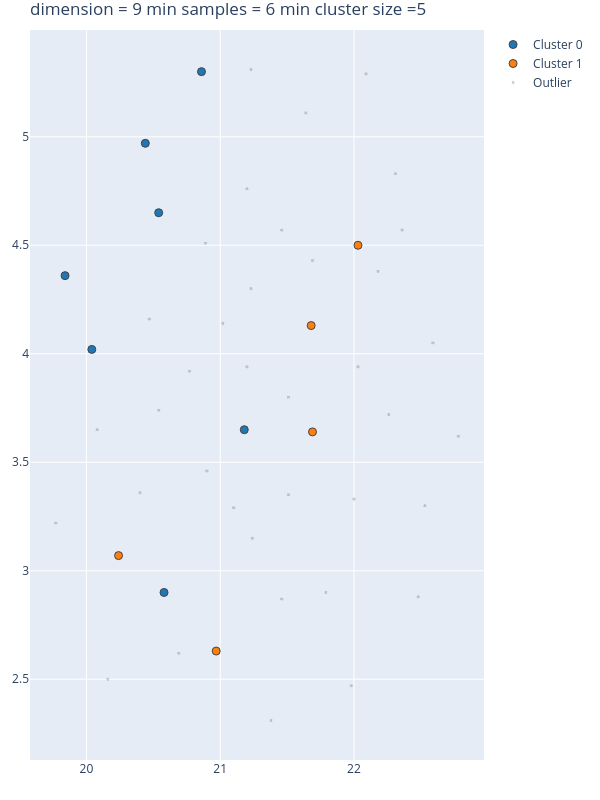 dimension = 9 min samples = 6 min cluster size =5
Cluster 0
Cluster 1
Outlier
5
4.5
4
3.5
3
2.5
20 21 22